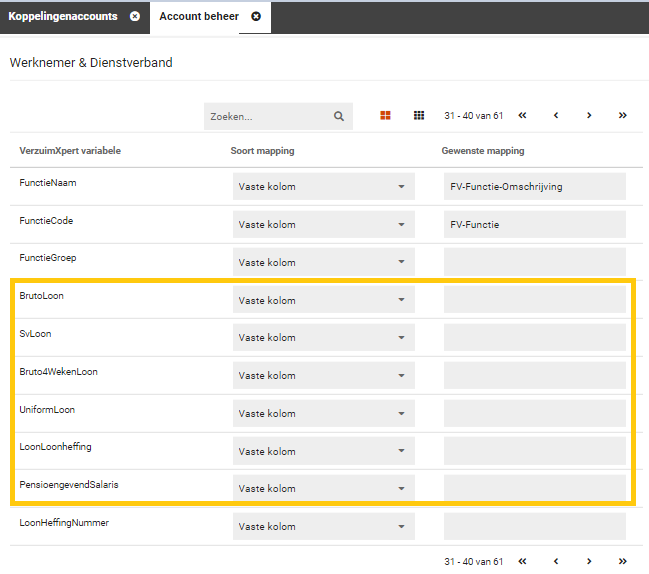 Koppelingenaccounts Account beheer
Werknemer & Dienstverband
Zoeken... 31 - 40 van 61
VerzuimXpert variabele Soort mapping Gewenste mapping
FunctieNaam Vaste kolom FV-Functie-Omschrijving
FunctieCode Vaste kolom FV-Functie
FunctieGroep Vaste kolom
BrutoLoon Vaste kolom
SvLoon Vaste kolom
Bruto4WekenLoon Vaste kolom
UniformLoon Vaste kolom
LoonLoonheffing Vaste kolom
PensioengevendSalaris Vaste kolom
LoonHeffingNummer Vaste kolom
31 - 40 van 61